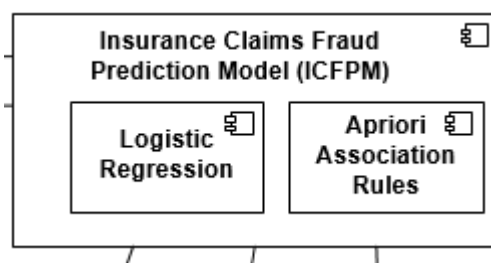 Insurance Claims Fraud
Prediction Model (ICFPM)
Logistic
Regression
Apriori
Association
Rules